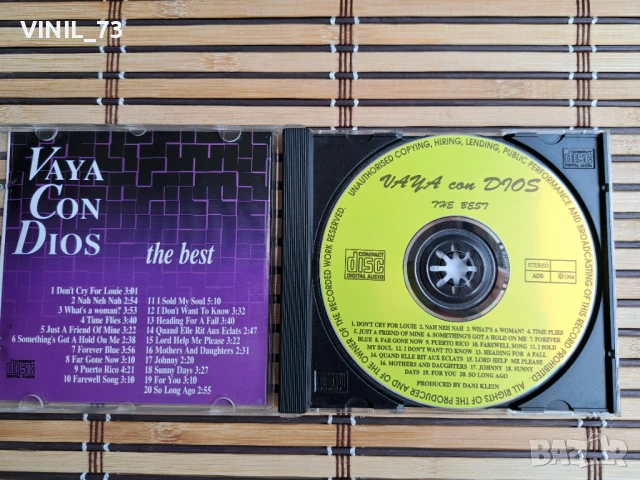 VINIL_73
VAYA
CON
DIOS
the best
1 Don't Cry For Louie 3:01
2 Nah Neh Nah 2:54
3 What's a woman? 3:53
4 Time Flies 3:49
5 Just A Friend Of Mine 3:22
6 Something's Got A Hold On Me 2:38
7 Forever Blue 3:56
8 Far Gone Now 3:10
9 Puerto Rico 4:21
10 Farewell Song 3:10
11 I Sold My Soul 5:10
12 I Don't Want To Know 3:32
13 Heading For A Fall 3:40
14 Quand Elle Rit Aux Eclats 2:47
15 Lord Help Me Please 3:51
16 Mothers And Daughters 2:31
17 Johnny 2:20
18 Sunny Days 3:27
19 For You 3:10
20 So Long Ago 2:55
UNAUTHORISED COPYING, HIRING, LENDING, PUBLIC PERFORMANCE AND BROADCASTING OF THIS RECORD PROHIBITED.
ALL RIGHTS OF THE PRODUCER AND OF THE OWNER OF THE RECORDED WORK RESERVED.
VAYA con DIOS
THE BEST
COMPACT
disc
DIGITAL AUDIO
STEREO
ADD
℗1994
1. DON'T CRY FOR LOUIE 2. NAH NEH NAH 3. WHAT'S A WOMAN? 4. TIME FLIES
5. JUST A FRIEND OF MINE 6. SOMETHING'S GOT A HOLD ON ME 7. FOREVER
BLUE 8. FAR GONE NOW 9. PUERTO RICO 10. FAREWELL SONG 11. I SOLD
MY SOUL 12. I DON'T WANT TO KNOW 13. HEADING FOR A FALL
14. QUAND ELLE RIT AUX ECLATS 15. LORD HELP ME PLEASE
16. MOTHERS AND DAUGHTERS 17. JOHNNY 18. SUNNY
DAYS 19. FOR YOU 20. SO LONG AGO
PRODUCED BY DANI KLEIN
BAZAR
bg